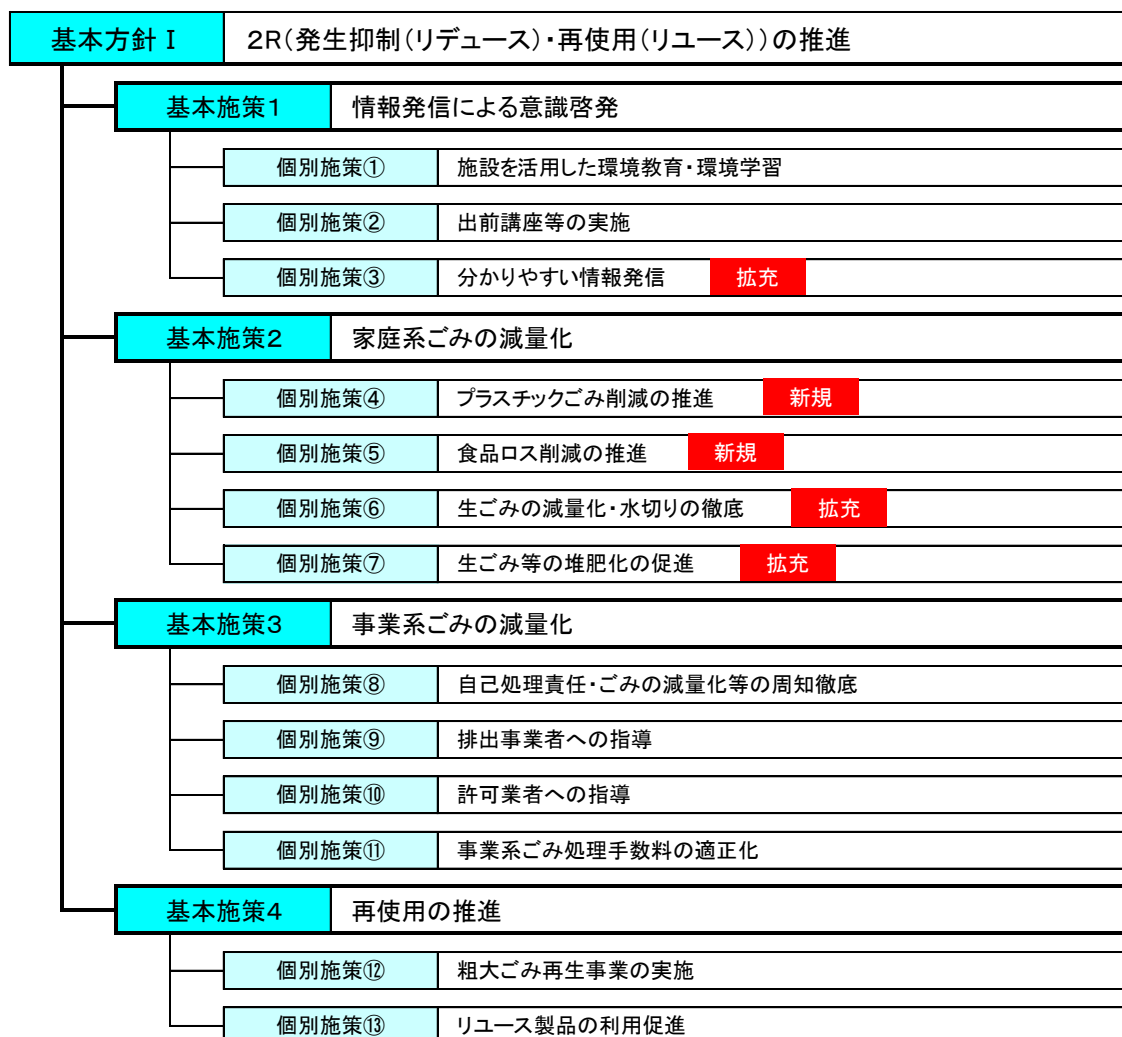 基本方針Ⅰ 2R(発生抑制(リデュース)・再使用(リユース))の推進
基本施策1 情報発信による意識啓発
個別施策① 施設を活用した環境教育・環境学習
個別施策② 出前講座等の実施
個別施策③ 分かりやすい情報発信 拡充
基本施策2 家庭系ごみの減量化
個別施策④ プラスチックごみ削減の推進 新規
個別施策⑤ 食品ロス削減の推進 新規
個別施策⑥ 生ごみの減量化・水切りの徹底 拡充
個別施策⑦ 生ごみ等の堆肥化の促進 拡充
基本施策3 事業系ごみの減量化
個別施策⑧ 自己処理責任・ごみの減量化等の周知徹底
個別施策⑨ 排出事業者への指導
個別施策⑩ 許可業者への指導
個別施策⑪ 事業系ごみ処理手数料の適正化
基本施策4 再使用の推進
個別施策⑫ 粗大ごみ再生事業の実施
個別施策⑬ リユース製品の利用促進